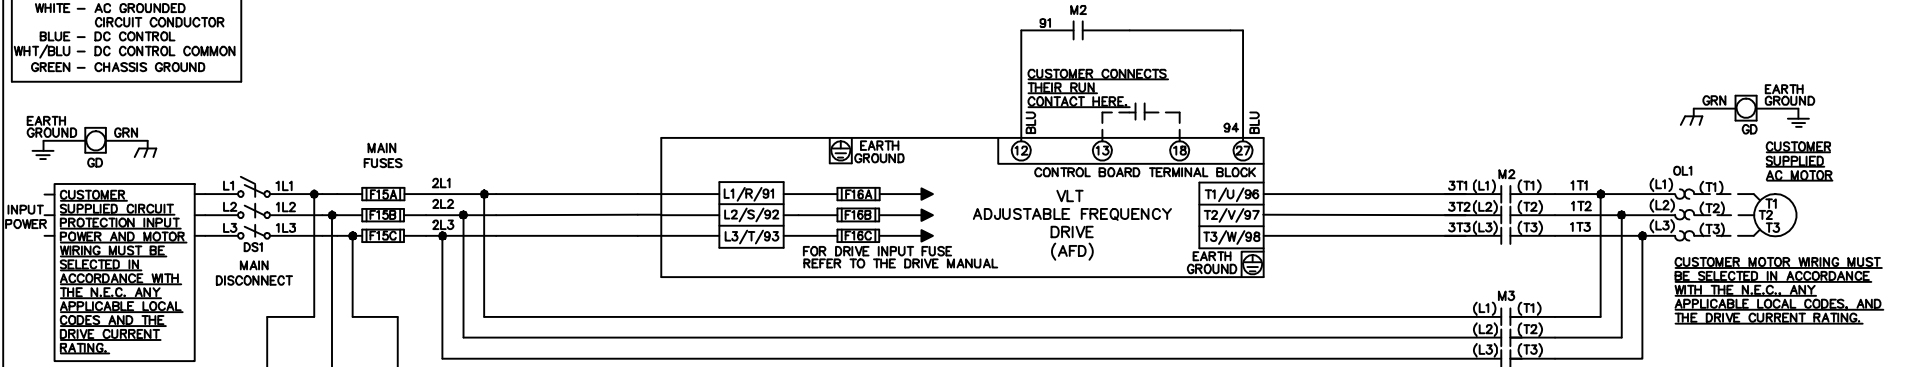 WHITE – AC GROUNDED
CIRCUIT CONDUCTOR
BLUE – DC CONTROL
WHT/BLU – DC CONTROL COMMON
GREEN – CHASSIS GROUND
EARTH
GROUND
GRN
GD
INPUT
POWER
CUSTOMER
SUPPLIED CIRCUIT
PROTECTION INPUT
POWER AND MOTOR
WIRING MUST BE
SELECTED IN
ACCORDANCE WITH
THE N.E.C. ANY
APPLICABLE LOCAL
CODES AND THE
DRIVE CURRENT
RATING.
L1 1L1
L2 1L2
L3 1L3
DS1
MAIN
DISCONNECT
MAIN
FUSES
F15A
F15B
F15C
2L1
2L2
2L3
L1/R/91
L2/S/92
L3/T/93
EARTH
GROUND
F16A
F16B
F16C
FOR DRIVE INPUT FUSE
REFER TO THE DRIVE MANUAL
M2
91
CUSTOMER CONNECTS
THEIR RUN
CONTACT HERE.
BLU
94
BLU
12 13 18 27
CONTROL BOARD TERMINAL BLOCK
VLT
ADJUSTABLE FREQUENCY
DRIVE
(AFD)
T1/U/96
T2/V/97
T3/W/98
EARTH
GROUND
M2
3T1 (L1) (T1) 1T1
3T2(L2) (T2) 1T2
3T3(L3) (T3) 1T3
M3
(L1) (T1)
(L2) (T2)
(L3) (T3)
OL1
(L1) (T1)
(L2) (T2)
(L3) (T3)
T1
T2
T3
GRN
EARTH
GROUND
GD
CUSTOMER
SUPPLIED
AC MOTOR
CUSTOMER MOTOR WIRING MUST
BE SELECTED IN ACCORDANCE
WITH THE N.E.C., ANY
APPLICABLE LOCAL CODES, AND
THE DRIVE CURRENT RATING.